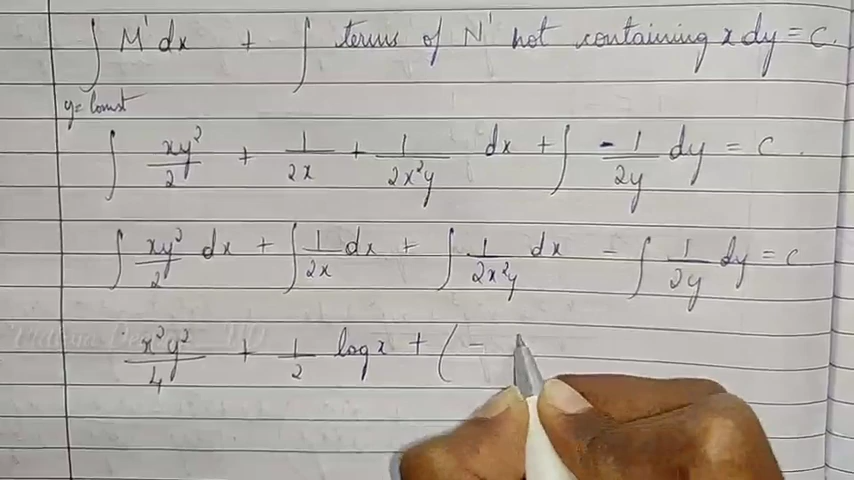 ∫ M' dx + ∫ terms of N' not containing x dy = c.
y = const
∫ xy²/2 + 1/2x + 1/2x²y dx + ∫ -1/2y dy = c.
∫ xy²/2 dx + ∫ 1/2x dx + ∫ 1/2x²y dx - ∫ 1/2y dy = c
x²y²/4 + 1/2 log x + ( -